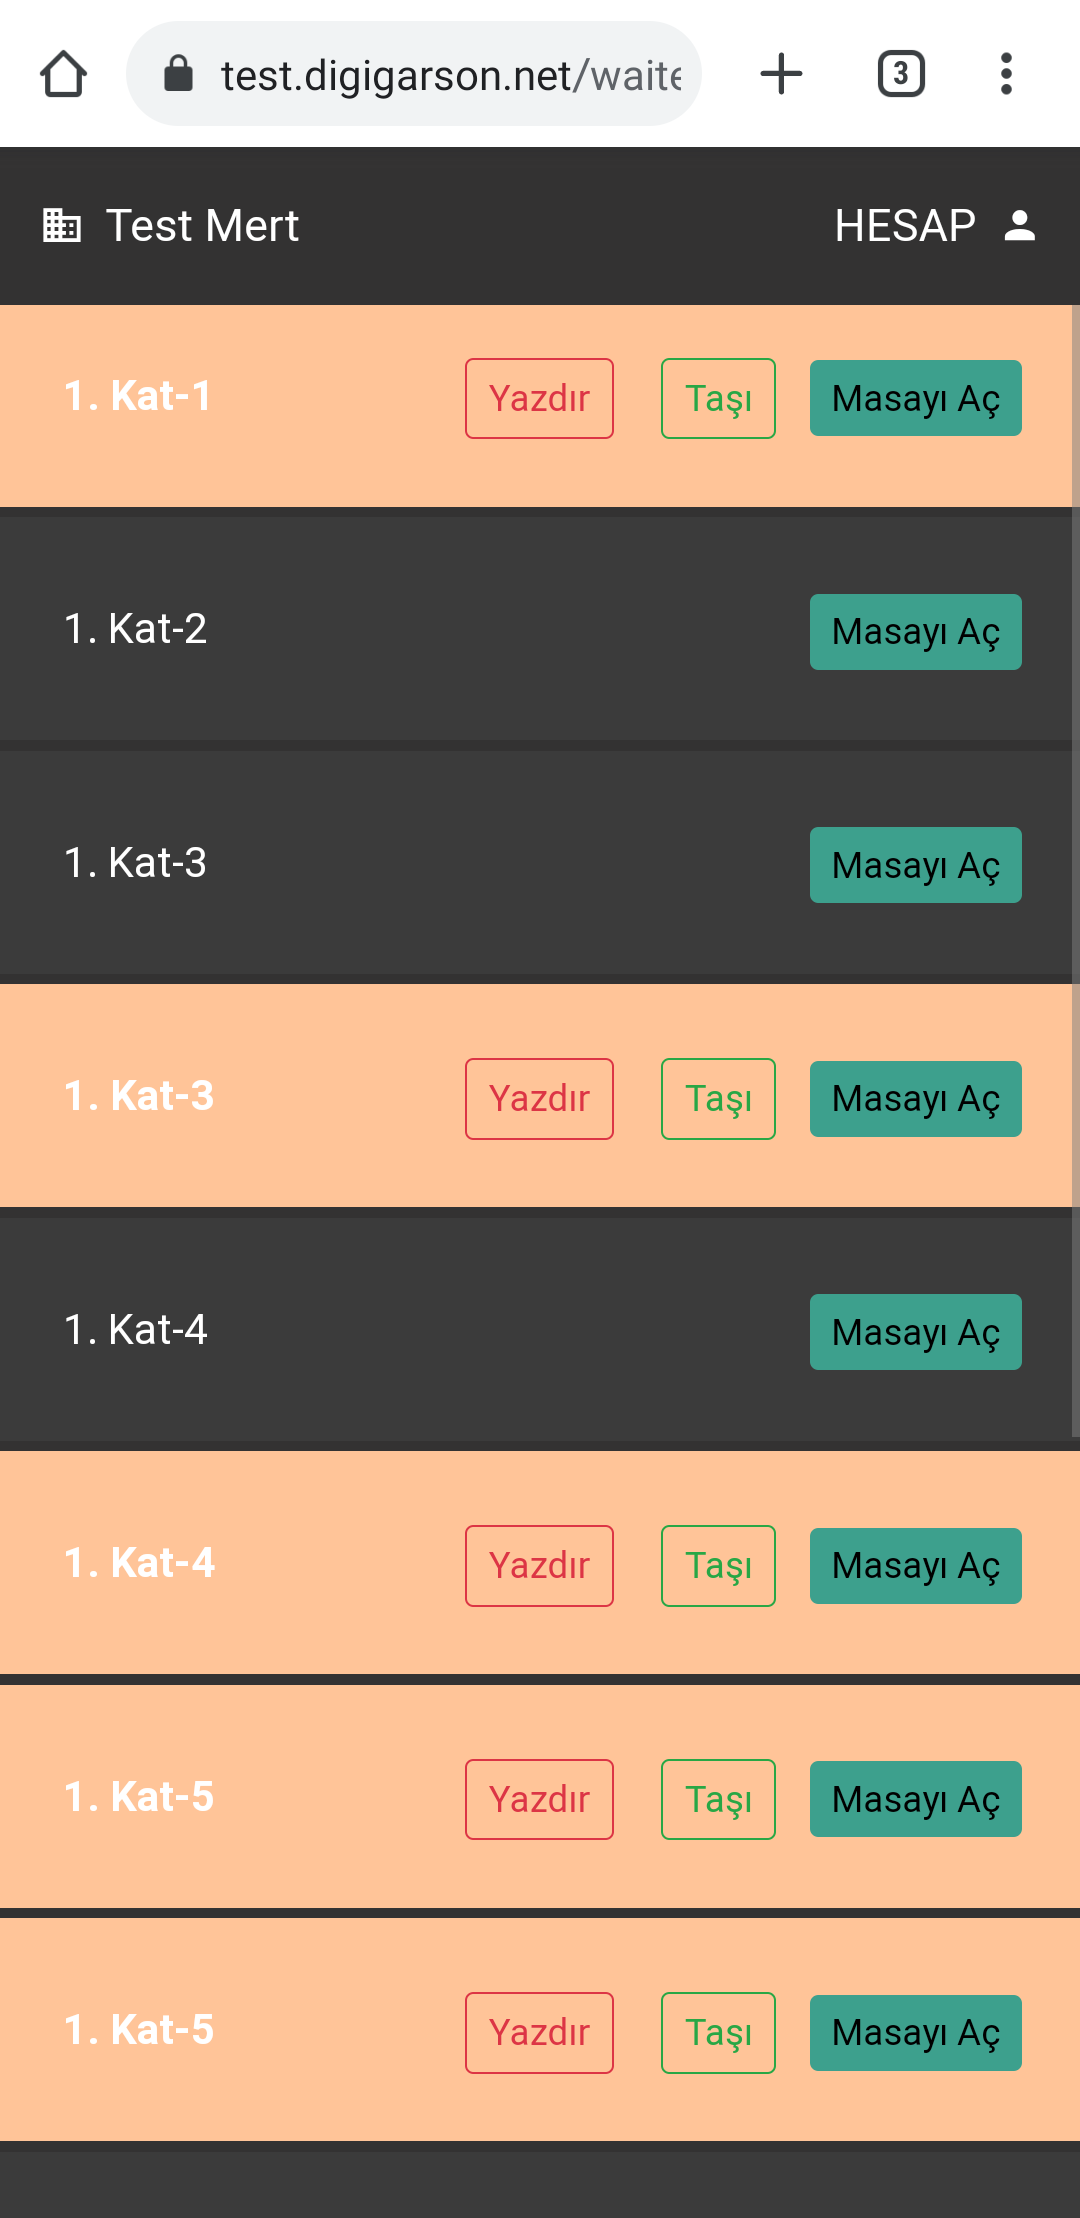 test.digigarson.net/waite
3
Test Mert HESAP
1. Kat-1 Yazdır Taşı Masayı Aç
1. Kat-2 Masayı Aç
1. Kat-3 Masayı Aç
1. Kat-3 Yazdır Taşı Masayı Aç
1. Kat-4 Masayı Aç
1. Kat-4 Yazdır Taşı Masayı Aç
1. Kat-5 Yazdır Taşı Masayı Aç
1. Kat-5 Yazdır Taşı Masayı Aç